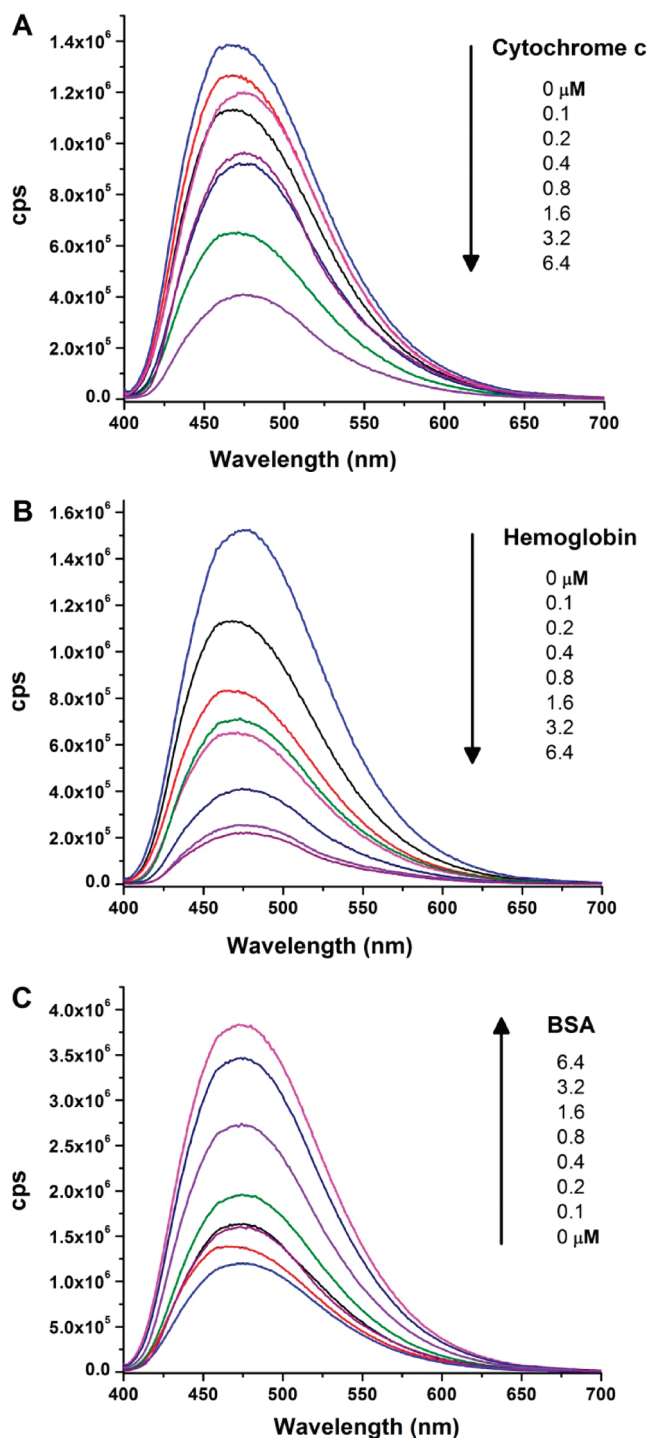 A
Cytochrome c
0 μM
0.1
0.2
0.4
0.8
1.6
3.2
6.4
cps
1.4x10⁶
1.2x10⁶
1.0x10⁶
8.0x10⁵
6.0x10⁵
4.0x10⁵
2.0x10⁵
0.0
400 450 500 550 600 650 700
Wavelength (nm)
B
Hemoglobin
0 μM
0.1
0.2
0.4
0.8
1.6
3.2
6.4
cps
1.6x10⁶
1.4x10⁶
1.2x10⁶
1.0x10⁶
8.0x10⁵
6.0x10⁵
4.0x10⁵
2.0x10⁵
0.0
400 450 500 550 600 650 700
Wavelength (nm)
C
BSA
6.4
3.2
1.6
0.8
0.4
0.2
0.1
0 μM
cps
4.0x10⁶
3.5x10⁶
3.0x10⁶
2.5x10⁶
2.0x10⁶
1.5x10⁶
1.0x10⁶
5.0x10⁵
0.0
400 450 500 550 600 650 700
Wavelength (nm)